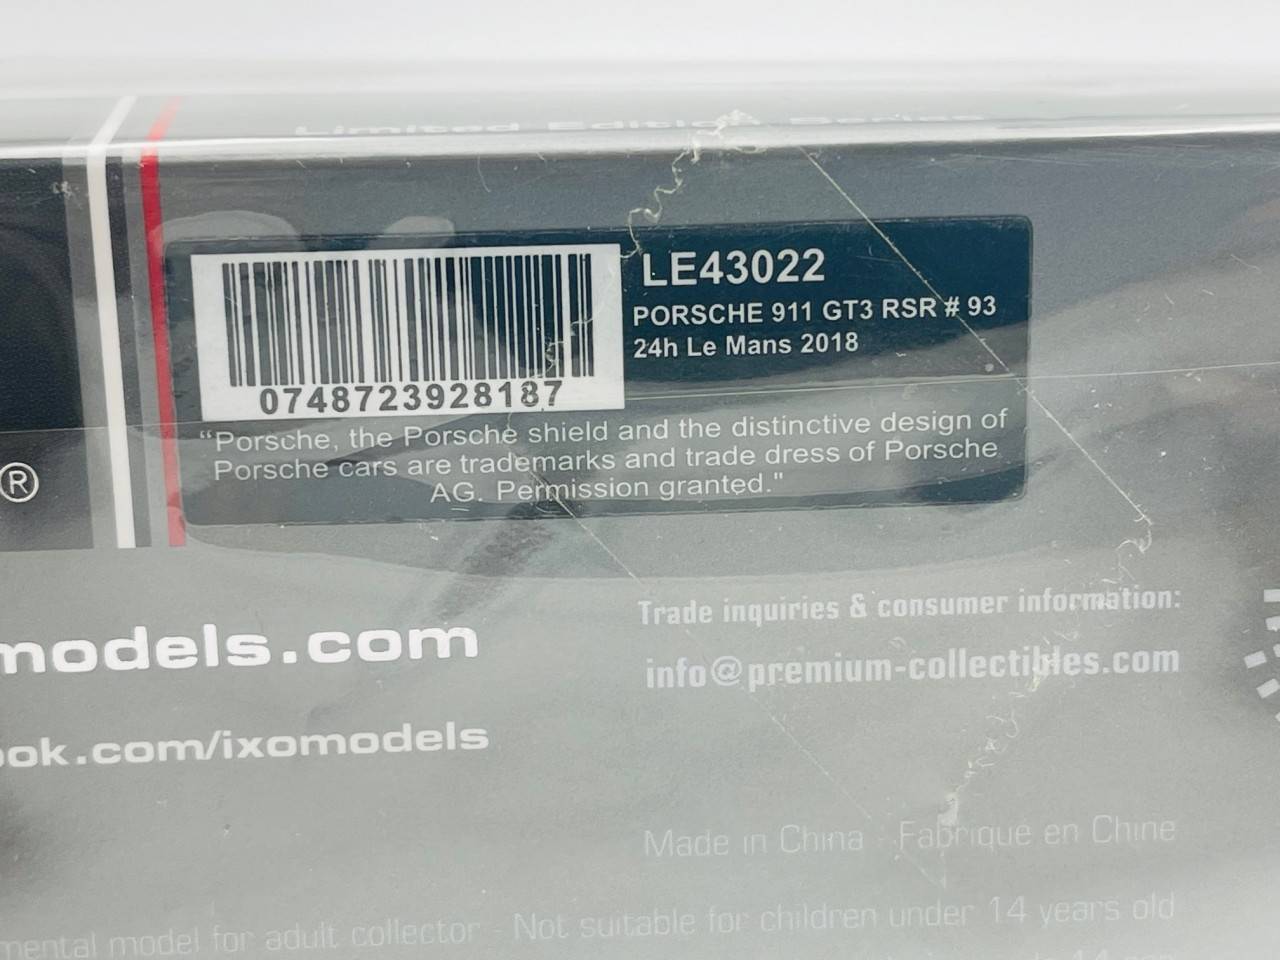 Limited Edition Series
LE43022
PORSCHE 911 GT3 RSR # 93
24h Le Mans 2018
0748723928187
“Porsche, the Porsche shield and the distinctive design of
Porsche cars are trademarks and trade dress of Porsche
AG. Permission granted."
®
models.com
ook.com/ixomodels
Trade inquiries & consumer information:
info@premium-collectibles.com
Made in China - Fabrique en Chine
mental model for adult collector - Not suitable for children under 14 years old